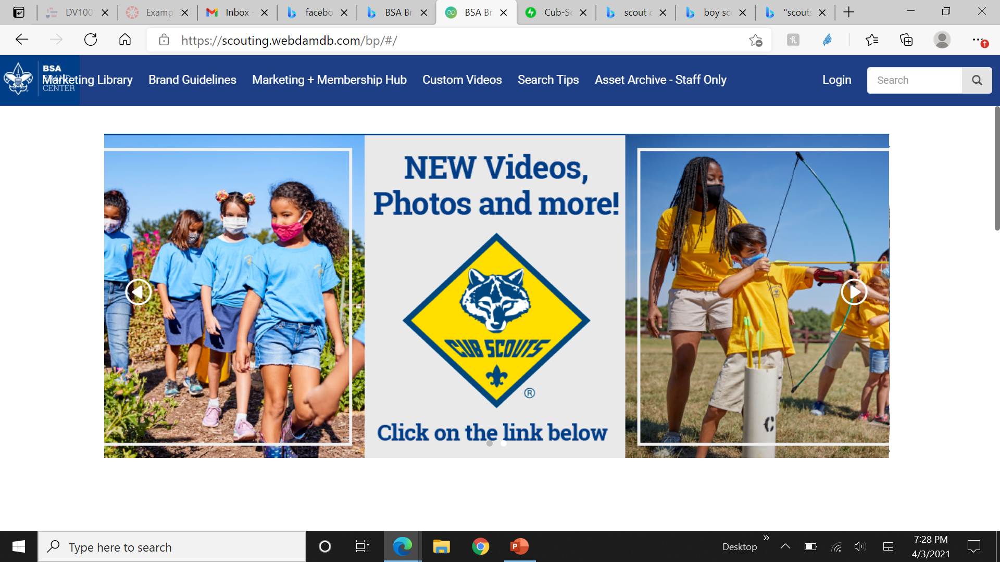 DV100
Examp
Inbox -
facebo
BSA Br
BSA Br
Cub-Sc
scout c
boy sco
"scouts
https://scouting.webdamdb.com/bp/#/
BSA
BRAND
CENTER
Marketing Library
Brand Guidelines
Marketing + Membership Hub
Custom Videos
Search Tips
Asset Archive - Staff Only
Login
Search
NEW Videos,
Photos and more!
CUB SCOUTS
®
Click on the link below
C
Type here to search
Desktop
7:28 PM
4/3/2021